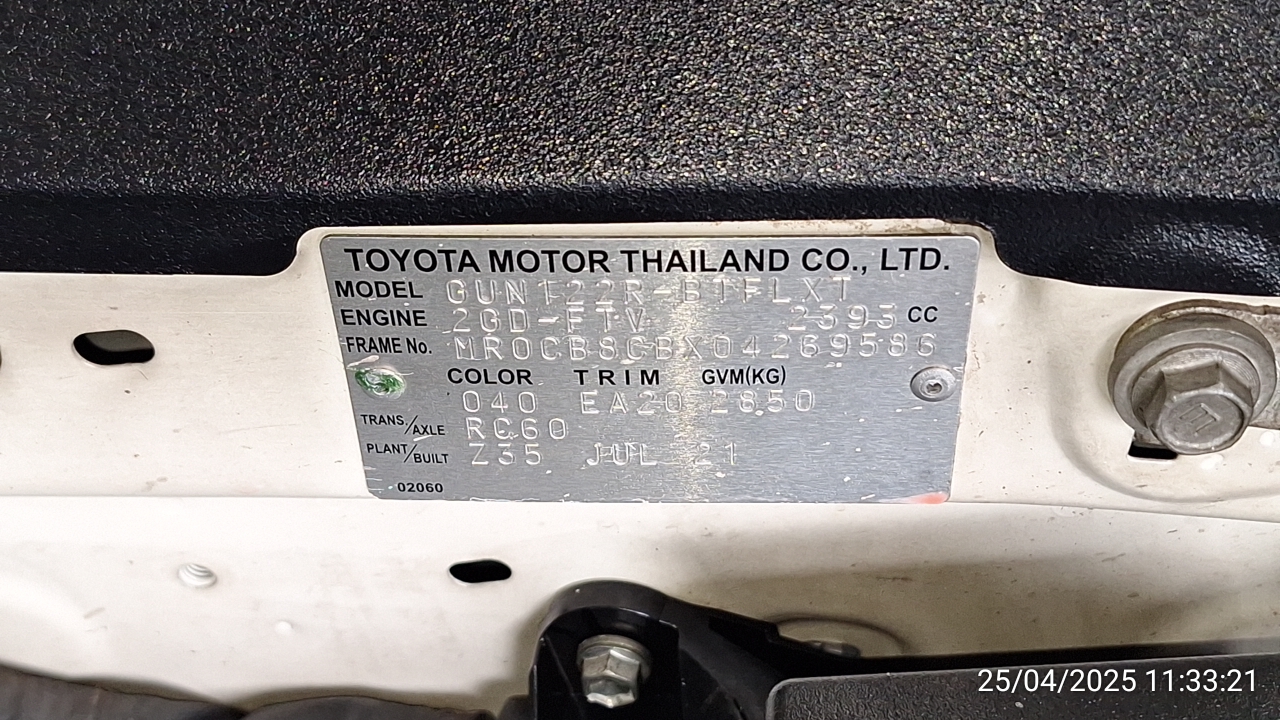 TOYOTA MOTOR THAILAND CO., LTD.
MODEL GUN122R-BTFLXT
ENGINE 2GD-FTV 2393 CC
FRAME No. MR0CB8CBX04269586
COLOR TRIM GVM(KG)
040 EA20 2850
TRANS/AXLE RC60
PLANT/BUILT Z35 JUL 21
02060
25/04/2025 11:33:21